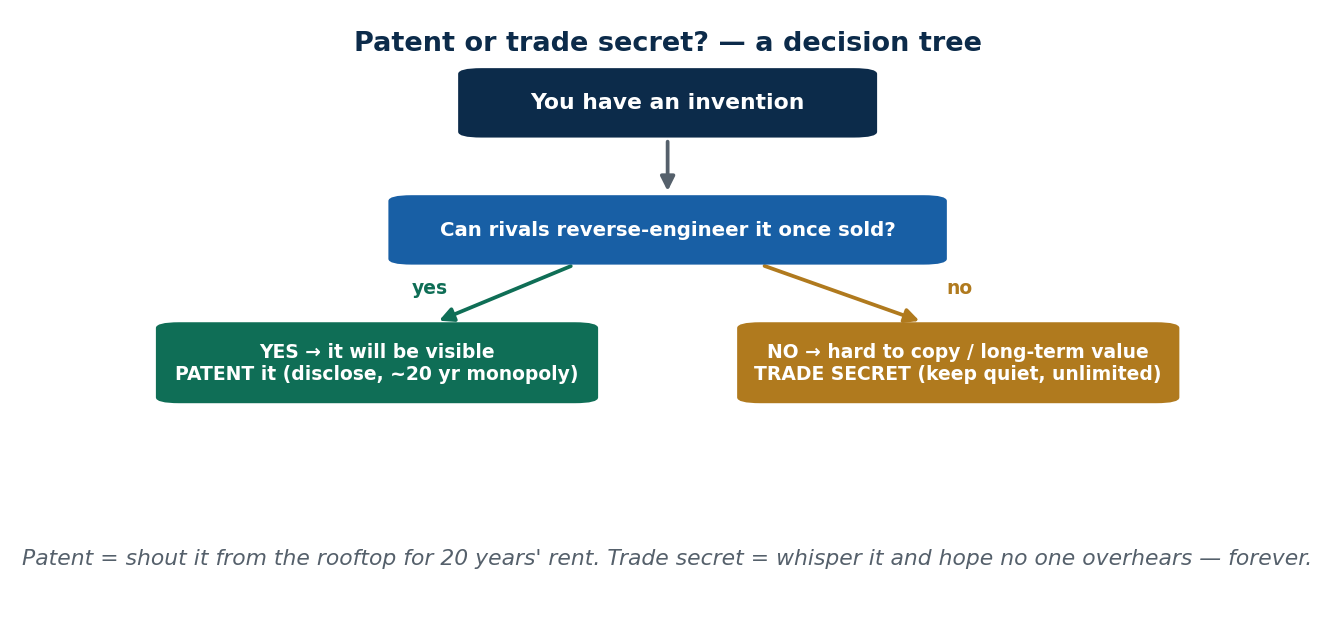 Patent or trade secret? — a decision tree
You have an invention
Can rivals reverse-engineer it once sold?
yes
no
YES → it will be visible
PATENT it (disclose, ~20 yr monopoly)
NO → hard to copy / long-term value
TRADE SECRET (keep quiet, unlimited)
Patent = shout it from the rooftop for 20 years' rent. Trade secret = whisper it and hope no one overhears — forever.